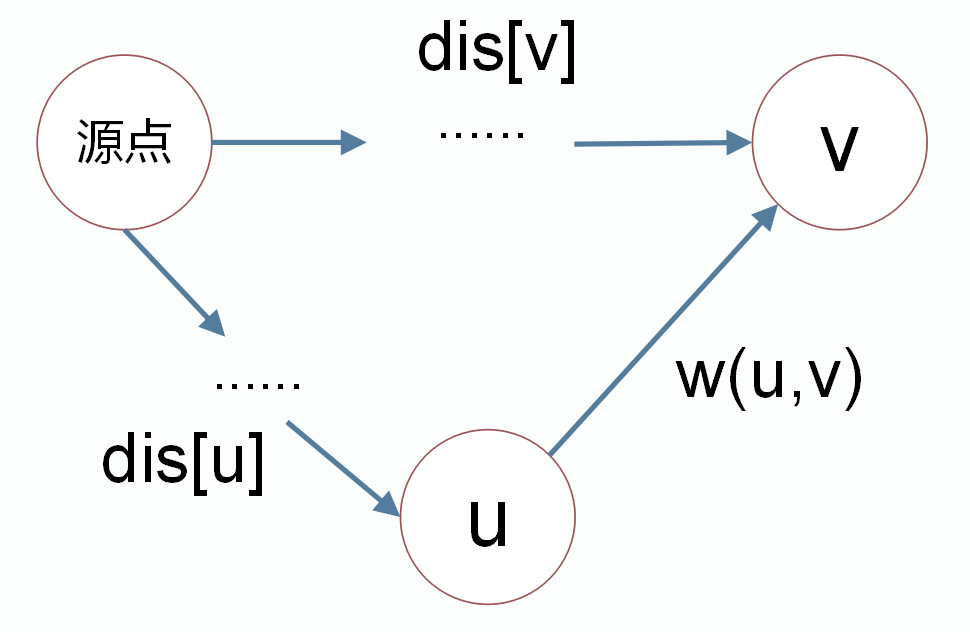 dis[v]
源点
......
v
w(u,v)
......
dis[u]
u